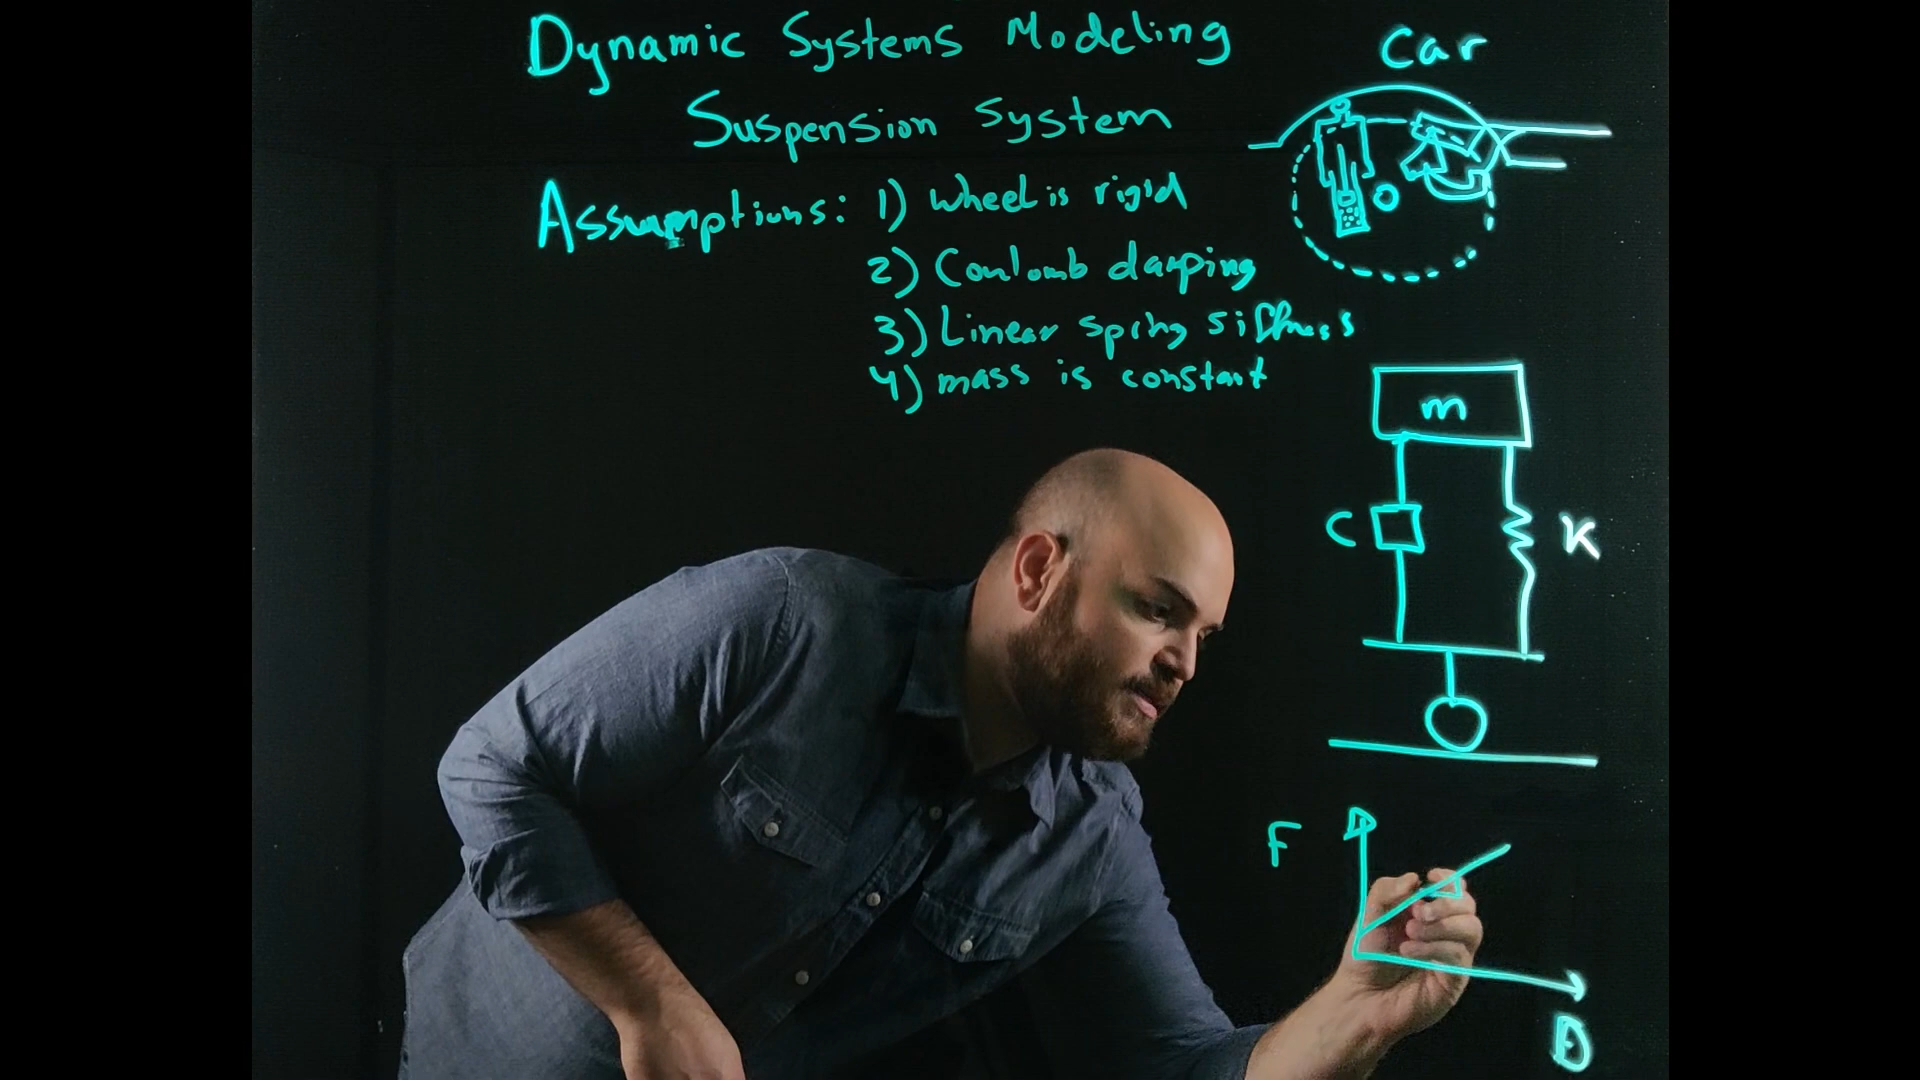 Dynamic Systems Modeling
Suspension System
Car
Assumptions: 1) Wheel is rigid
2) Coulomb damping
3) Linear spring siffness
4) mass is constant
m
C
K
F
D